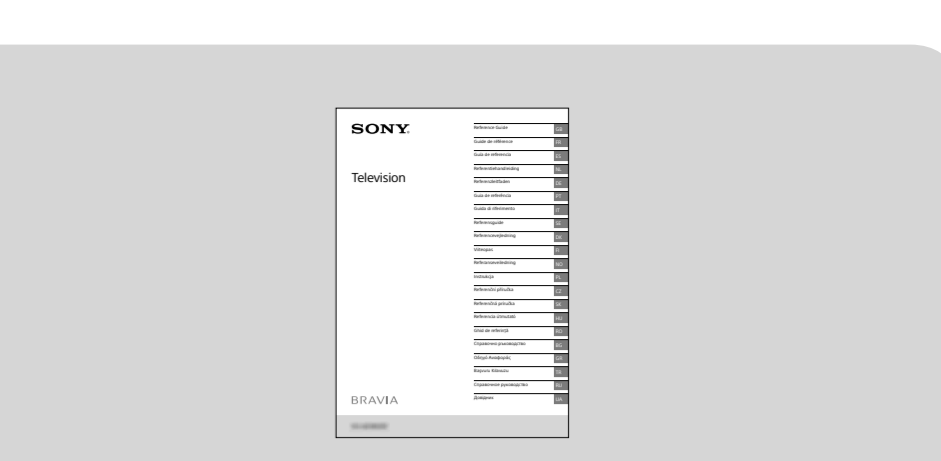 SONY
Television
BRAVIA
Reference Guide GB
Guide de référence FR
Guía de referencia ES
Referentiehandleiding NL
Referenzleitfaden DE
Guia de referência PT
Guida di riferimento IT
Referensguide SE
Referencevejledning DK
Viiteopas FI
Referanseveiledning NO
Instrukcja PL
Referenční příručka CZ
Referenčná príručka SK
Referencia útmutató HU
Ghid de referinţă RO
Справочно ръководство BG
Οδηγό Αναφοράς GR
Başvuru Kılavuzu TR
Справочное руководство RU
Довідник UA